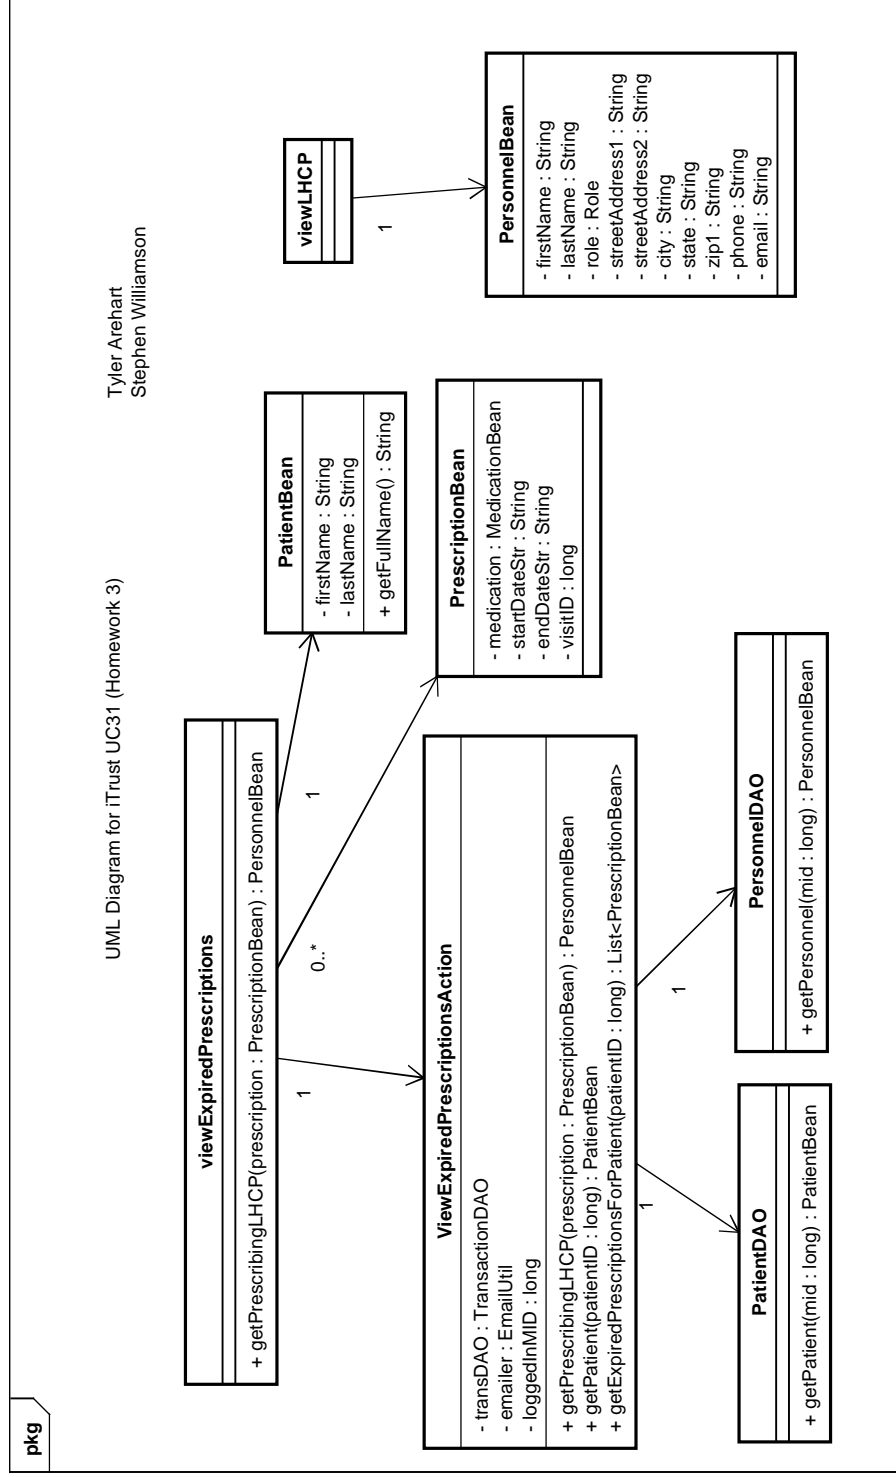 pkg
UML Diagram for iTrust UC31 (Homework 3)
Tyler Arehart
Stephen Williamson
viewExpiredPrescriptions
+ getPrescribingLHCP(prescription : PrescriptionBean) : PersonnelBean
1
0..*
1
PatientBean
- firstName : String
- lastName : String
+ getFullName() : String
viewLHCP
1
ViewExpiredPrescriptionsAction
- transDAO : TransactionDAO
- emailer : EmailUtil
- loggedInMID : long
+ getPrescribingLHCP(prescription : PrescriptionBean) : PersonnelBean
+ getPatient(patientID : long) : PatientBean
+ getExpiredPrescriptionsForPatient(patientID : long) : List<PrescriptionBean>
1
1
PrescriptionBean
- medication : MedicationBean
- startDateStr : String
- endDateStr : String
- visitID : long
PersonnelBean
- firstName : String
- lastName : String
- role : Role
- streetAddress1 : String
- streetAddress2 : String
- city : String
- state : String
- zip1 : String
- phone : String
- email : String
PatientDAO
+ getPatient(mid : long) : PatientBean
PersonnelDAO
+ getPersonnel(mid : long) : PersonnelBean